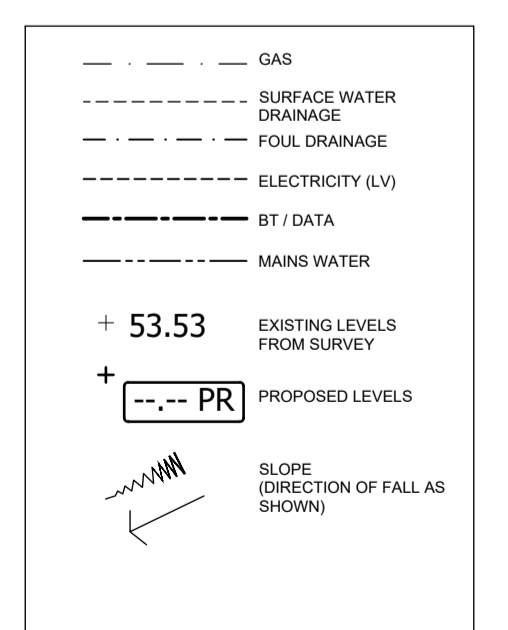 GAS
SURFACE WATER
DRAINAGE
FOUL DRAINAGE
ELECTRICITY (LV)
BT / DATA
MAINS WATER
+ 53.53
EXISTING LEVELS
FROM SURVEY
+
--.-- PR
PROPOSED LEVELS
SLOPE
(DIRECTION OF FALL AS
SHOWN)